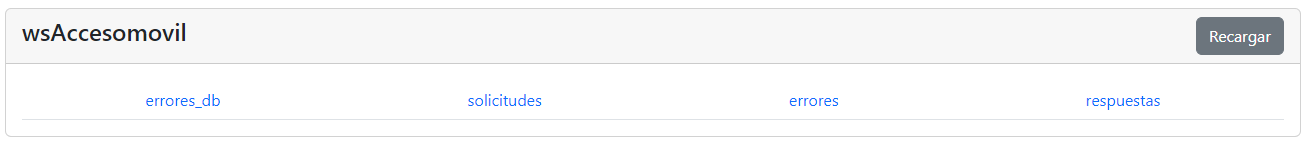 wsAccesomovil
Recargar
errores_db solicitudes errores respuestas